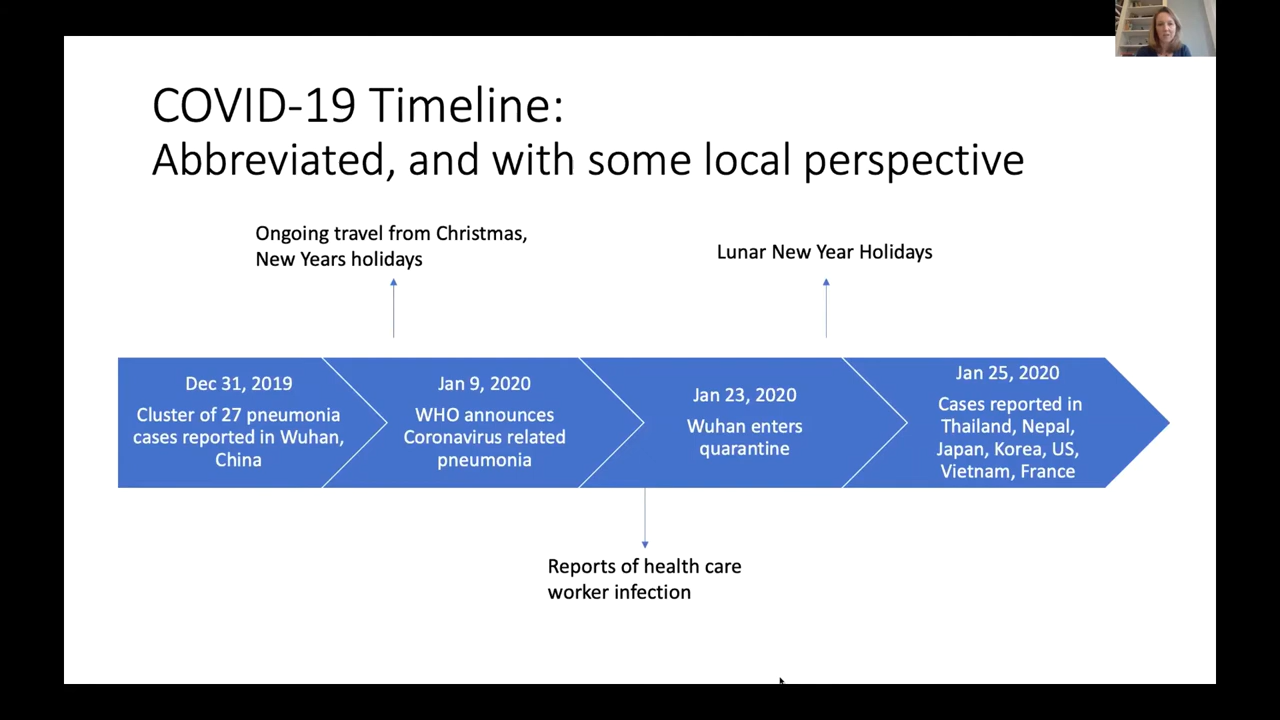 COVID-19 Timeline:
Abbreviated, and with some local perspective
Ongoing travel from Christmas,
New Years holidays
Lunar New Year Holidays
Dec 31, 2019
Cluster of 27 pneumonia
cases reported in Wuhan,
China
Jan 9, 2020
WHO announces
Coronavirus related
pneumonia
Jan 23, 2020
Wuhan enters
quarantine
Jan 25, 2020
Cases reported in
Thailand, Nepal,
Japan, Korea, US,
Vietnam, France
Reports of health care
worker infection